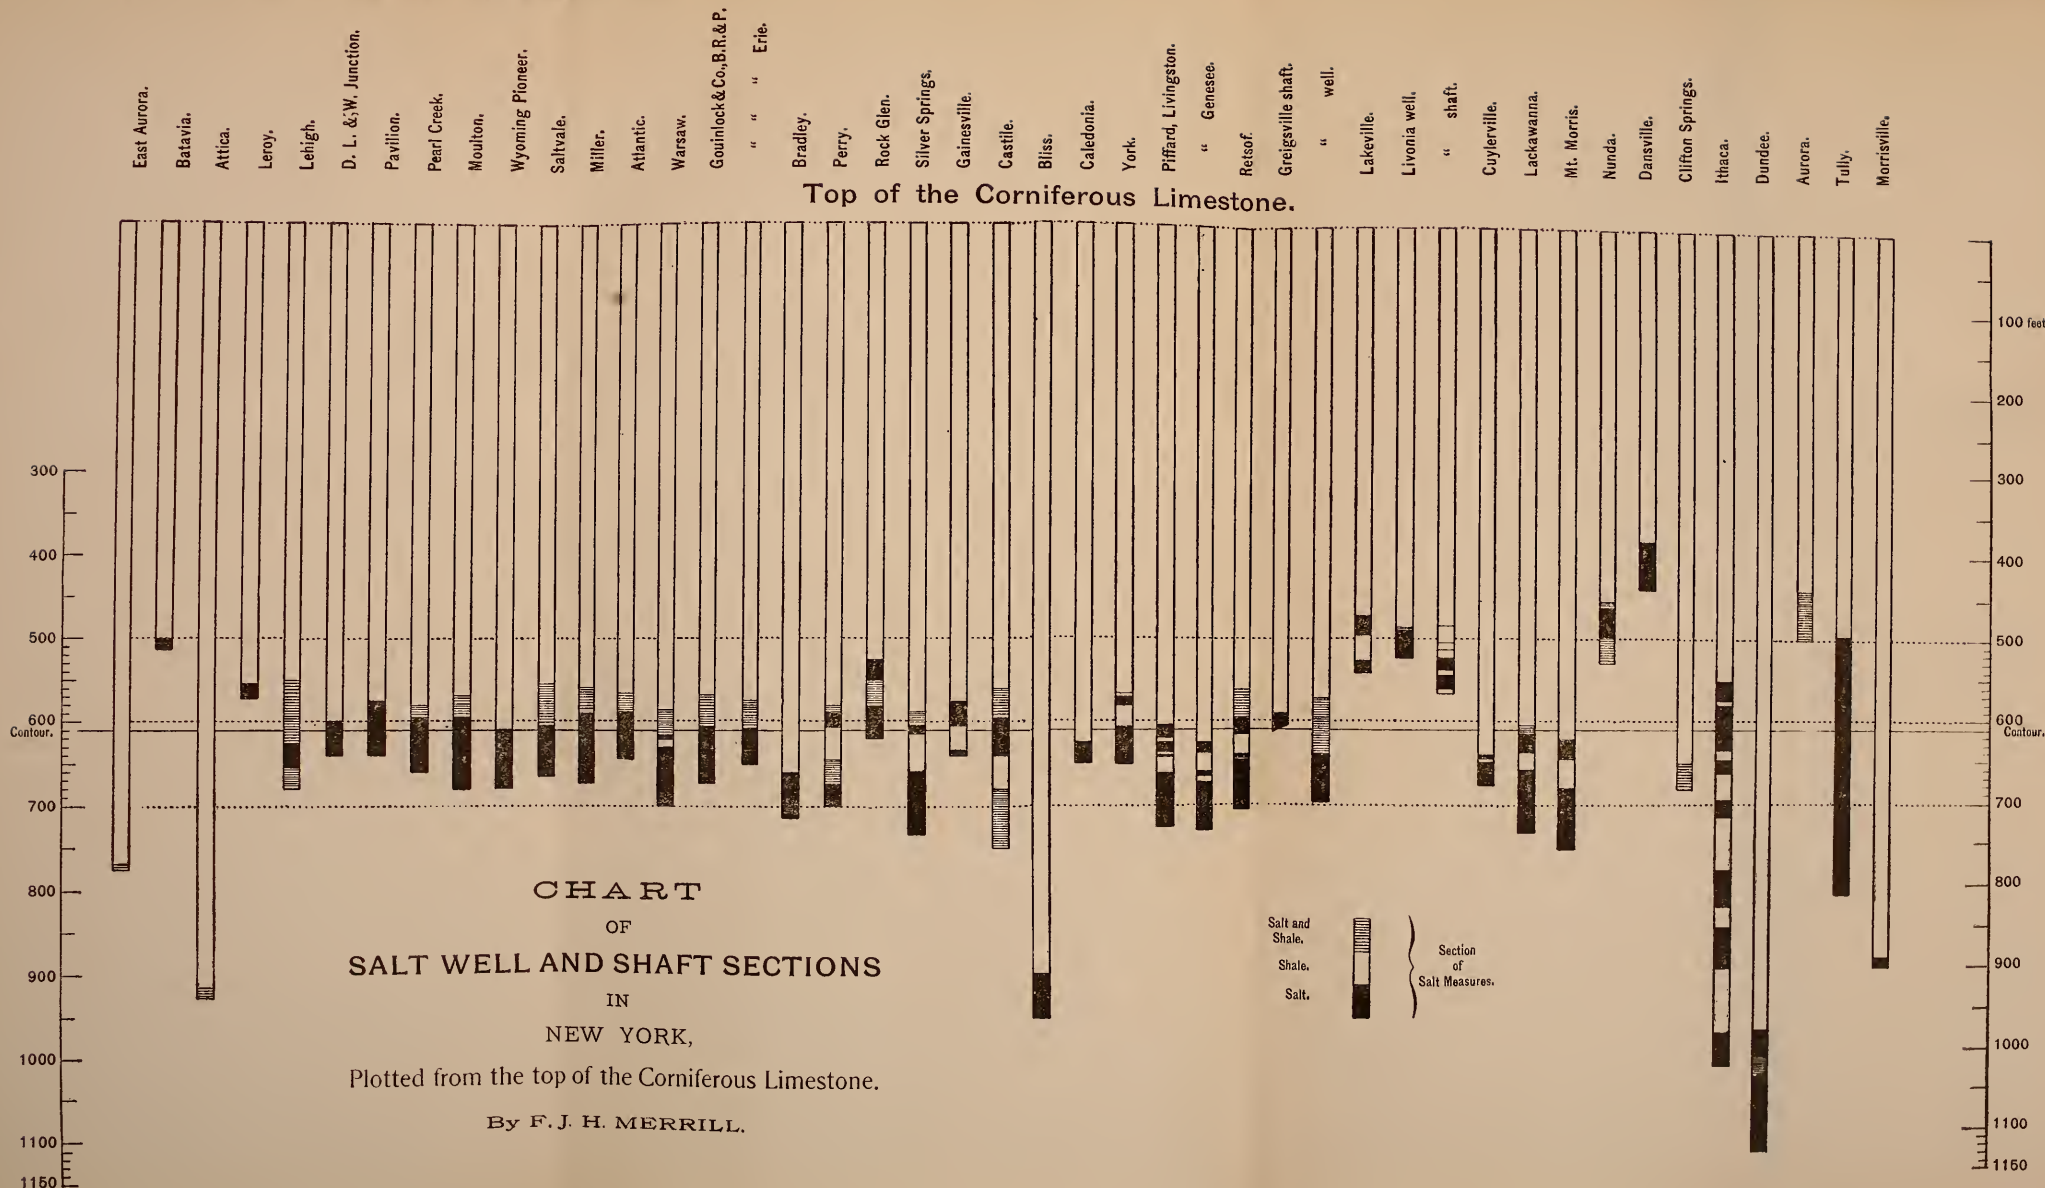 East Aurora.
Batavia.
Attica.
Leroy.
Lehigh.
D. L. &;W. Junction.
Pavilion.
Pearl Creek.
Moulton.
Wyoming Pioneer.
Saltvale.
Miller.
Atlantic.
Warsaw.
Gouinlock & Co., B.R.& P.
" " " Erie.
Bradley.
Perry.
Rock Glen.
Silver Springs.
Gainesville.
Castile.
Bliss.
Caledonia.
York.
Piffard, Livingston.
" Genesee.
Retsof.
Greigsville shaft.
" well.
Lakeville.
Livonia well.
" shaft.
Cuylerville.
Lackawanna.
Mt. Morris.
Nunda.
Dansville.
Clifton Springs.
Ithaca.
Dundee.
Aurora.
Tully.
Morrisville.
Top of the Corniferous Limestone.
300
400
500
600
Contour.
700
800
900
1000
1100
1150
100 feet
200
300
400
500
600
Contour.
700
800
900
1000
1100
1150
CHART
OF
SALT WELL AND SHAFT SECTIONS
IN
NEW YORK,
Plotted from the top of the Corniferous Limestone.
By F. J. H. MERRILL.
Salt and
Shale.
Shale.
Salt.
Section
of
Salt Measures.